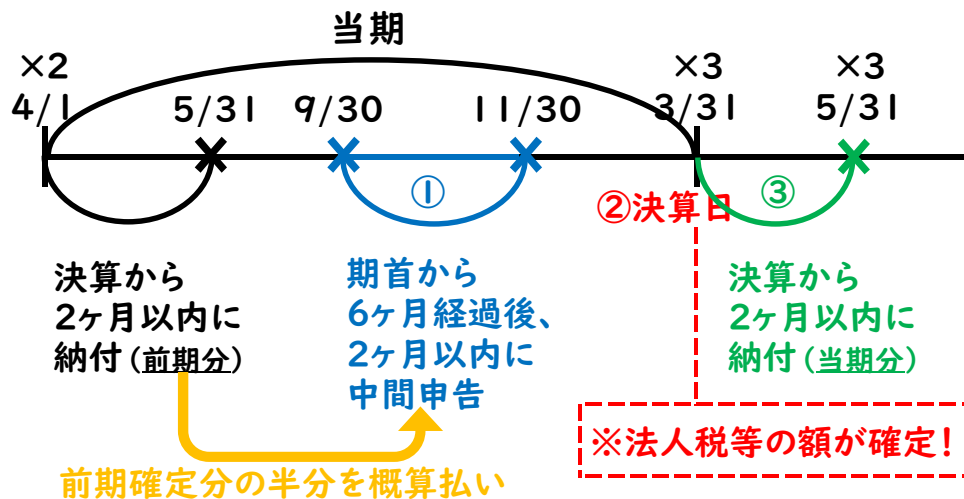 当期
×2
×3
×3
4/1
5/31
9/30
11/30
3/31
5/31
①
②決算日
③
決算から
2ヶ月以内に
納付(前期分)
期首から
6ヶ月経過後、
2ヶ月以内に
中間申告
決算から
2ヶ月以内に
納付(当期分)
※法人税等の額が確定!
前期確定分の半分を概算払い